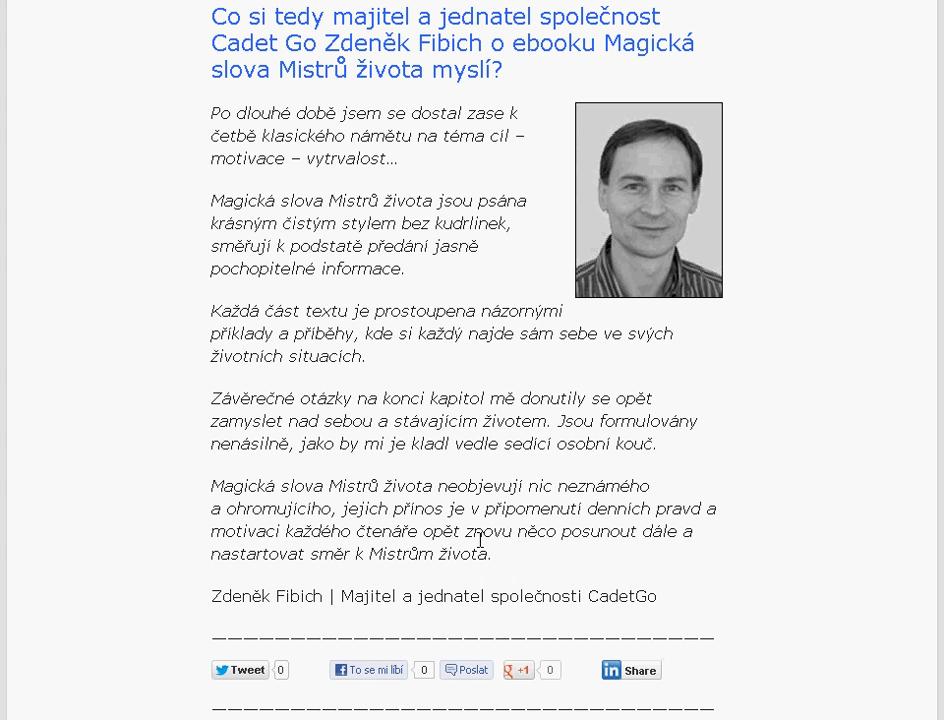 Co si tedy majitel a jednatel společnost
Cadet Go Zdeněk Fibich o ebooku Magická
slova Mistrů života myslí?
Po dlouhé době jsem se dostal zase k
četbě klasického námětu na téma cíl –
motivace – vytrvalost...
Magická slova Mistrů života jsou psána
krásným čistým stylem bez kudrlinek,
směřují k podstatě předání jasně
pochopitelné informace.
Každá část textu je prostoupena názornými
příklady a příběhy, kde si každý najde sám sebe ve svých
životních situacích.
Závěrečné otázky na konci kapitol mě donutily se opět
zamyslet nad sebou a stávajícím životem. Jsou formulovány
nenásilně, jako by mi je kladl vedle sedící osobní kouč.
Magická slova Mistrů života neobjevují nic neznámého
a ohromujícího, jejich přínos je v připomenutí denních pravd a
motivaci každého čtenáře opět znovu něco posunout dále a
nastartovat směr k Mistrům života.
Zdeněk Fibich | Majitel a jednatel společnosti CadetGo
Tweet 0 To se mi líbí 0 Poslat +1 0 Share